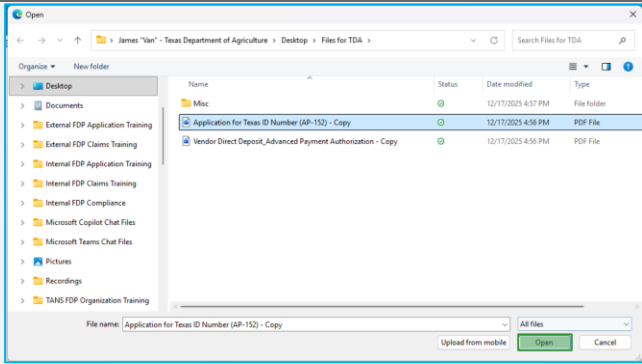 Open
James "Van" - Texas Department of Agriculture > Desktop > Files for TDA >
Search Files for TDA
Organize New folder
Name Status Date modified Type
Desktop
Documents
External FDP Application Training
External FDP Claims Training
Internal FDP Application Training
Internal FDP Claims Training
Internal FDP Compliance
Microsoft Copilot Chat Files
Microsoft Teams Chat Files
Pictures
Recordings
TANS FDP Organization Training
Misc 12/17/2025 4:57 PM File folder
Application for Texas ID Number (AP-152) - Copy 12/17/2025 4:56 PM PDF File
Vendor Direct Deposit_Advanced Payment Authorization - Copy 12/17/2025 4:56 PM PDF File
File name: Application for Texas ID Number (AP-152) - Copy All files
Upload from mobile Open Cancel